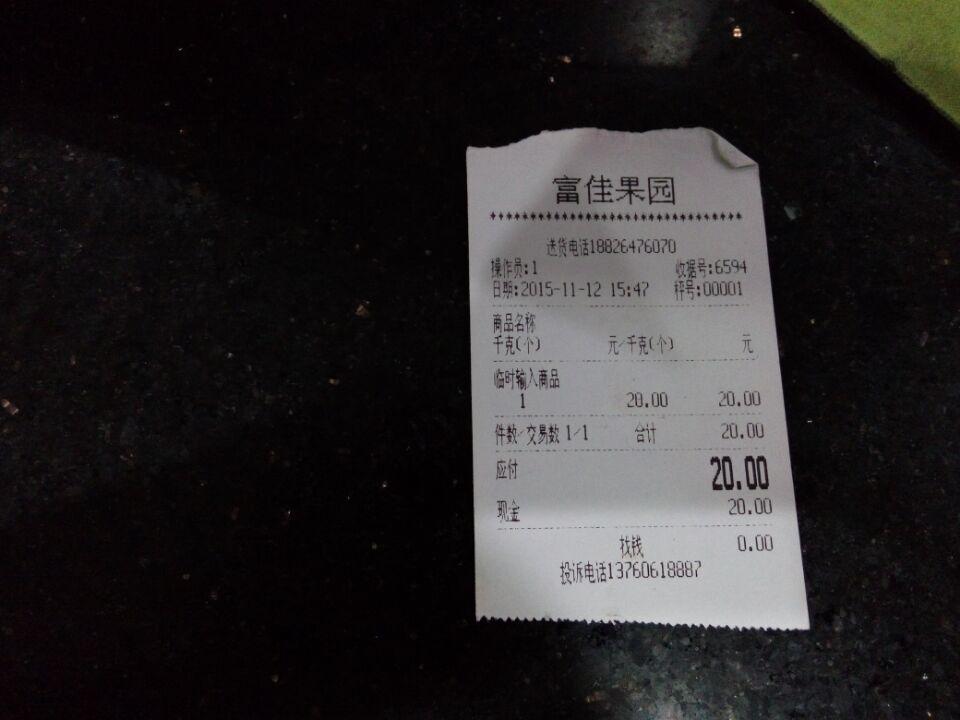 富佳果园
************************************
送货电话18826476070
操作员:1 收据号:6594
日期:2015-11-12 15:47 秤号:00001
商品名称
千克(个) 元/千克(个) 元
临时输入商品
1 20.00 20.00
件数/交易数 1/1 合计 20.00
应付 20.00
现金 20.00
找钱 0.00
投诉电话13760618887